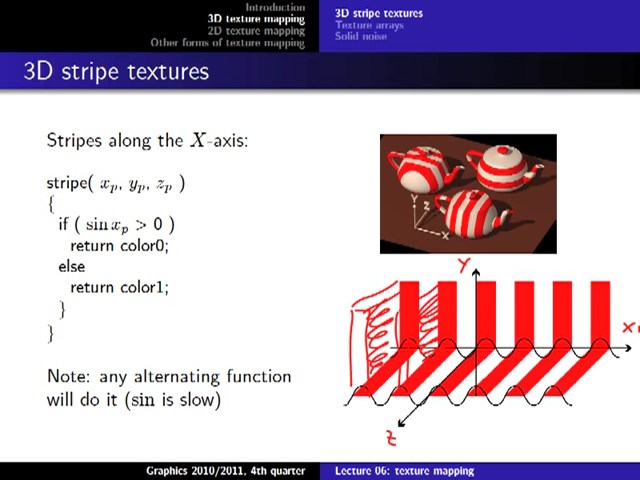 Introduction
3D texture mapping
2D texture mapping
Other forms of texture mapping
3D stripe textures
Texture arrays
Solid noise
3D stripe textures
Stripes along the X-axis:
stripe( xₚ, yₚ, zₚ )
{
if ( sin xₚ > 0 )
return color0;
else
return color1;
}
}
Note: any alternating function
will do it (sin is slow)
Y
Z
X
Y
X
Z
Graphics 2010/2011, 4th quarter
Lecture 06: texture mapping